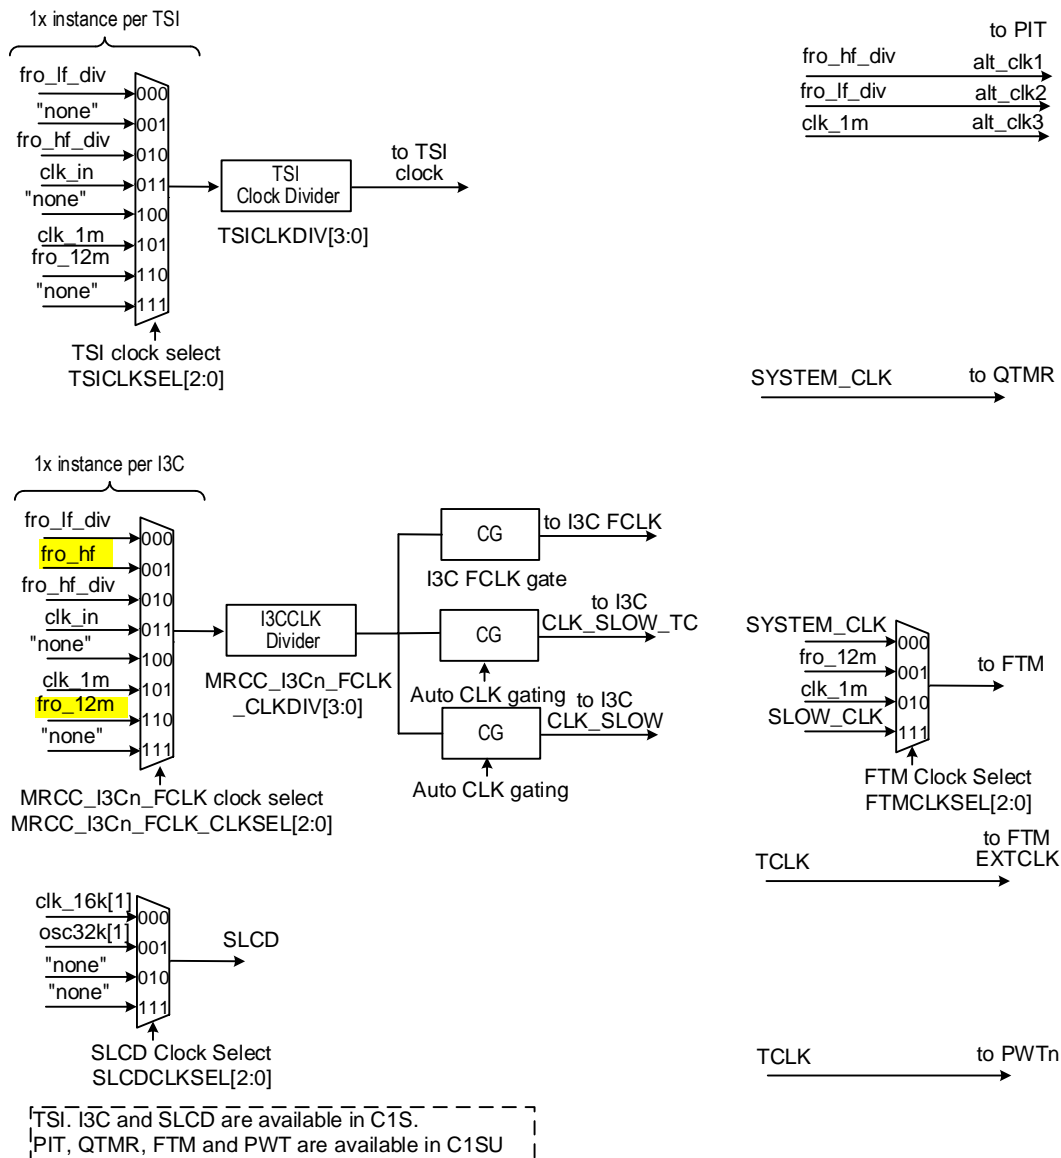 1x instance per TSI
fro_lf_div
000
"none"
001
fro_hf_div
010
clk_in
011
"none"
100
clk_1m
101
fro_12m
110
"none"
111
TSI
Clock Divider
TSICLKDIV[3:0]
to TSI
clock
TSI clock select
TSICLKSEL[2:0]
to PIT
fro_hf_div alt_clk1
fro_lf_div alt_clk2
clk_1m alt_clk3
SYSTEM_CLK to QTMR
1x instance per I3C
fro_lf_div
000
fro_hf
001
fro_hf_div
010
clk_in
011
"none"
100
clk_1m
101
fro_12m
110
"none"
111
I3CCLK
Divider
MRCC_I3Cn_FCLK
_CLKDIV[3:0]
CG
to I3C FCLK
I3C FCLK gate
CG
to I3C
CLK_SLOW_TC
Auto CLK gating
CG
to I3C
CLK_SLOW
Auto CLK gating
MRCC_I3Cn_FCLK clock select
MRCC_I3Cn_FCLK_CLKSEL[2:0]
SYSTEM_CLK
000
fro_12m
001
clk_1m
010
SLOW_CLK
111
to FTM
FTM Clock Select
FTMCLKSEL[2:0]
TCLK
to FTM
EXTCLK
clk_16k[1]
000
osc32k[1]
001
"none"
010
"none"
111
SLCD
SLCD Clock Select
SLCDCLKSEL[2:0]
TCLK to PWTn
TSI. I3C and SLCD are available in C1S.
PIT, QTMR, FTM and PWT are available in C1SU